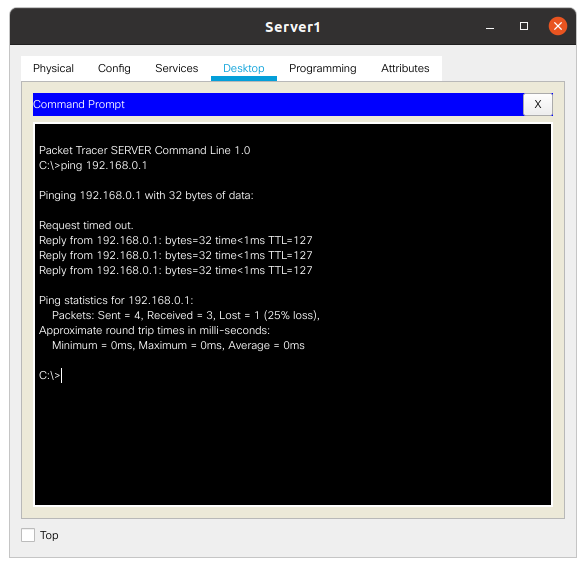 Server1
Physical Config Services Desktop Programming Attributes
Command Prompt X
Packet Tracer SERVER Command Line 1.0
C:\>ping 192.168.0.1
Pinging 192.168.0.1 with 32 bytes of data:
Request timed out.
Reply from 192.168.0.1: bytes=32 time<1ms TTL=127
Reply from 192.168.0.1: bytes=32 time<1ms TTL=127
Reply from 192.168.0.1: bytes=32 time<1ms TTL=127
Ping statistics for 192.168.0.1:
Packets: Sent = 4, Received = 3, Lost = 1 (25% loss),
Approximate round trip times in milli-seconds:
Minimum = 0ms, Maximum = 0ms, Average = 0ms
C:\>
Top